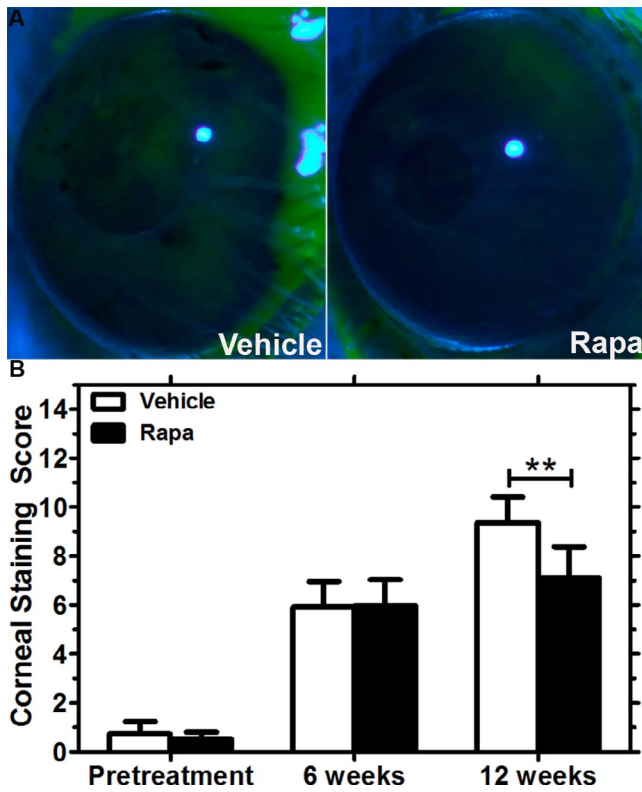 A
Vehicle
Rapa
B
Corneal Staining Score
14
12
10
8
6
4
2
0
Vehicle
Rapa
**
Pretreatment
6 weeks
12 weeks